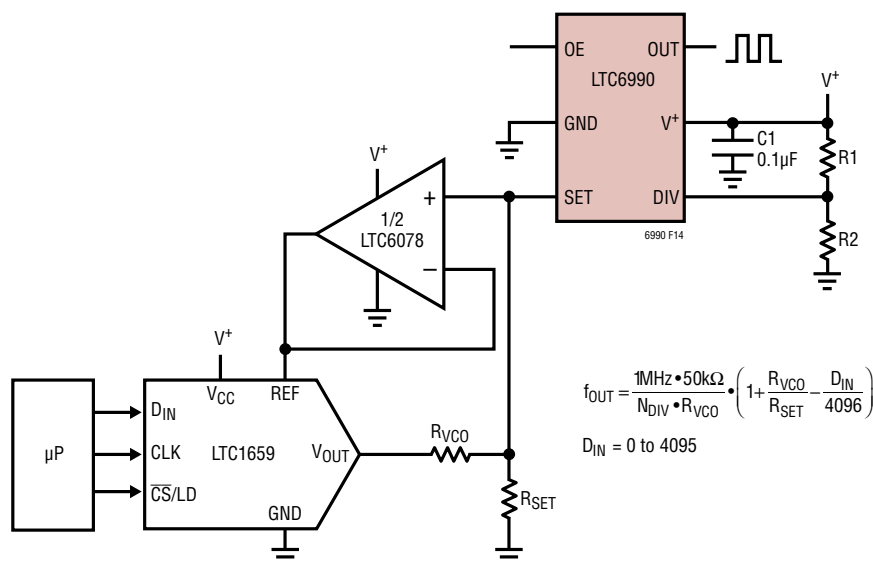 OE
OUT
LTC6990
V+
GND
V+
C1
0.1µF
R1
SET
DIV
R2
6990 F14
V+
+
1/2
LTC6078
–
V+
VCC
REF
µP
DIN
CLK
CS/LD
LTC1659
VOUT
GND
RVCO
RSET
fOUT = 1MHz • 50kΩ / NDIV • RVCO • (1 + RVCO / RSET – DIN / 4096)
DIN = 0 to 4095